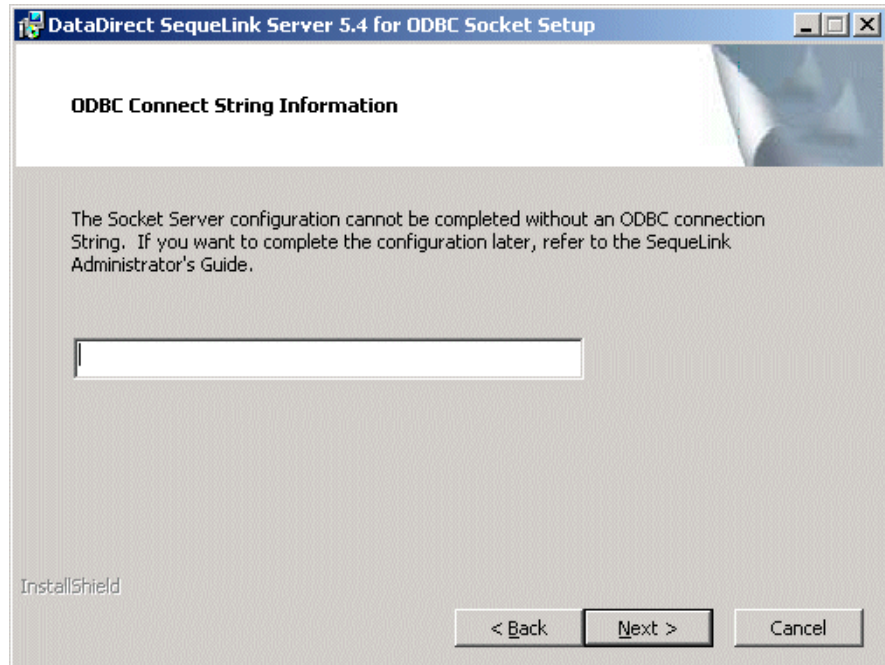 DataDirect SequeLink Server 5.4 for ODBC Socket Setup
ODBC Connect String Information
The Socket Server configuration cannot be completed without an ODBC connection
String.  If you want to complete the configuration later, refer to the SequeLink
Administrator's Guide.
InstallShield
< Back
Next >
Cancel